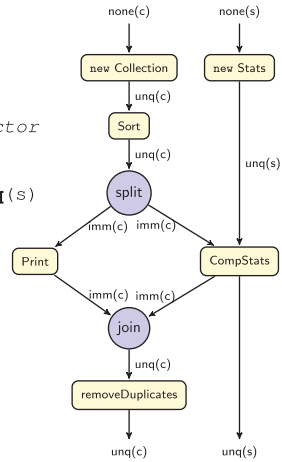 none(c) none(s)
new Collection new Stats
unq(c)
Sort
ctor
unq(c)
unq(s)
split
(s)
imm(c) imm(c)
Print CompStats
imm(c) imm(c)
join
unq(c)
removeDuplicates
unq(c) unq(s)